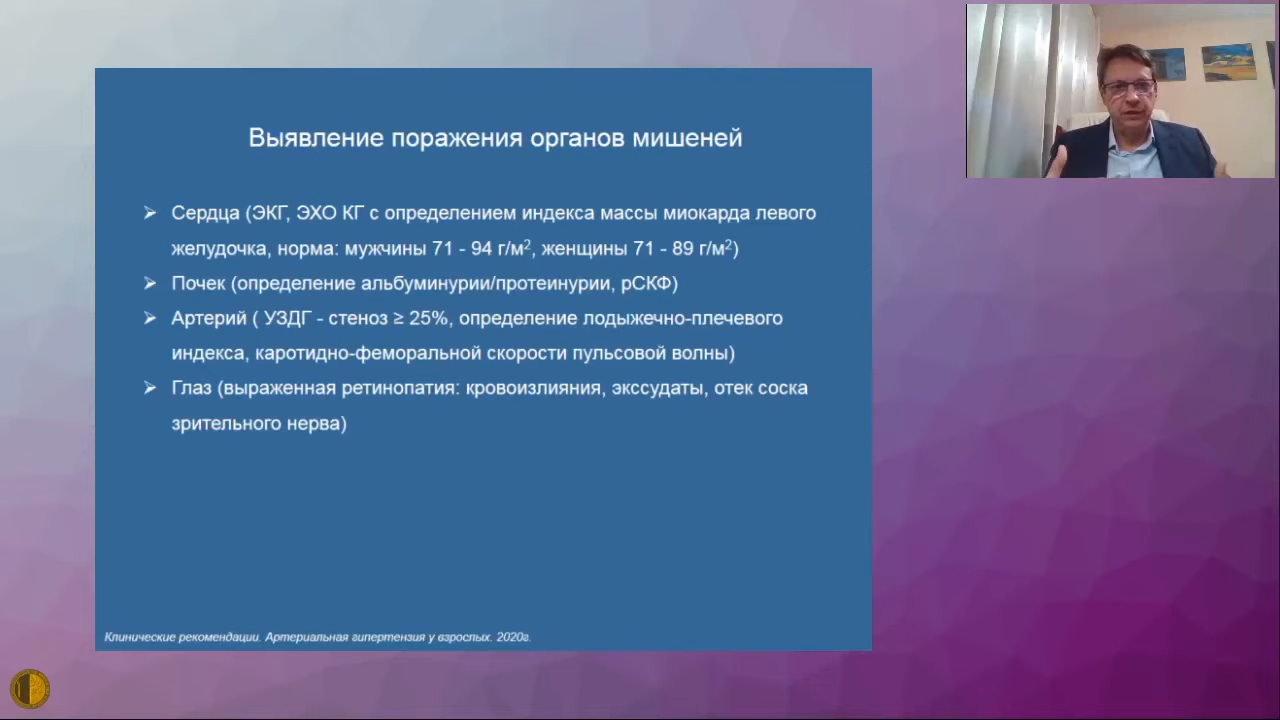 Выявление поражения органов мишеней
➢ Сердца (ЭКГ, ЭХО КГ с определением индекса массы миокарда левого
желудочка, норма: мужчины 71 - 94 г/м², женщины 71 - 89 г/м²)
➢ Почек (определение альбуминурии/протеинурии, рСКФ)
➢ Артерий ( УЗДГ - стеноз ≥ 25%, определение лодыжечно-плечевого
индекса, каротидно-феморальной скорости пульсовой волны)
➢ Глаз (выраженная ретинопатия: кровоизлияния, экссудаты, отек соска
зрительного нерва)
Клинические рекомендации. Артериальная гипертензия у взрослых. 2020г.